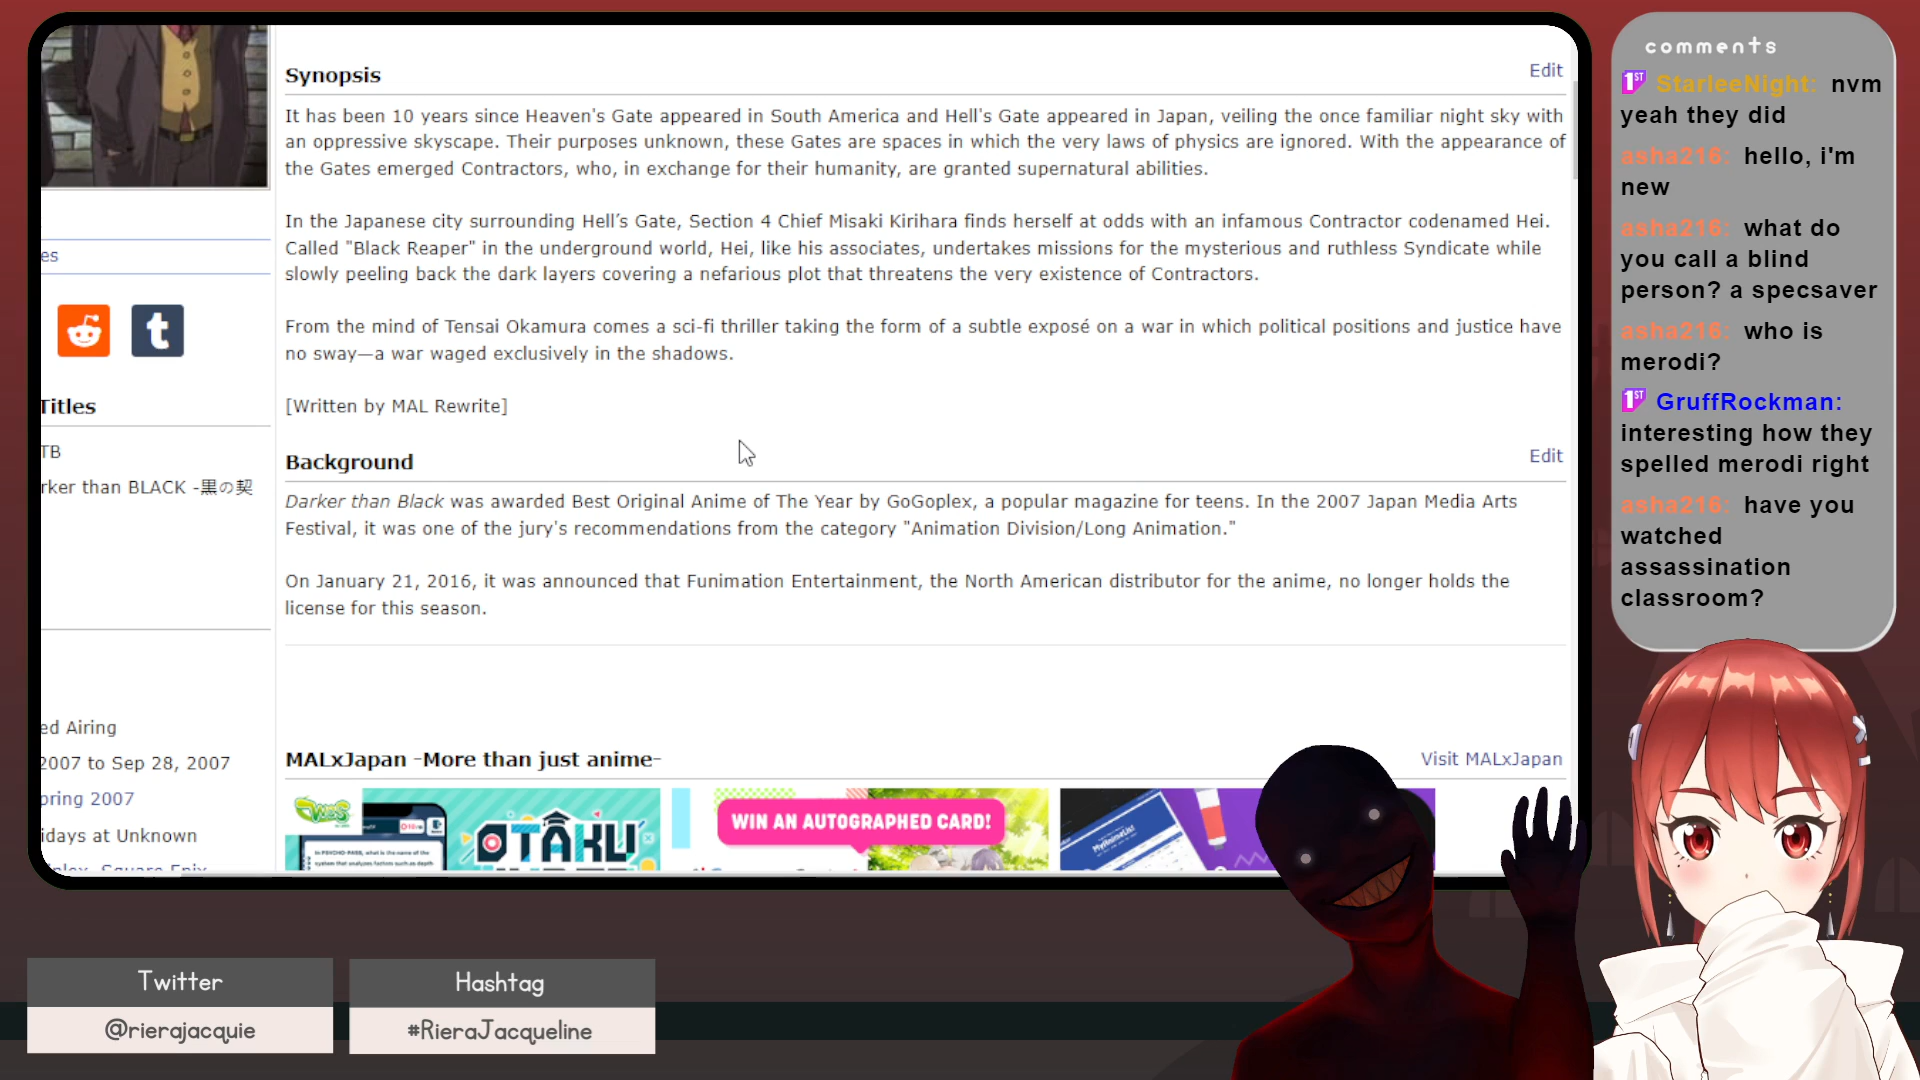 Synopsis
Edit
It has been 10 years since Heaven's Gate appeared in South America and Hell's Gate appeared in Japan, veiling the once familiar night sky with
an oppressive skyscape. Their purposes unknown, these Gates are spaces in which the very laws of physics are ignored. With the appearance of
the Gates emerged Contractors, who, in exchange for their humanity, are granted supernatural abilities.
In the Japanese city surrounding Hell’s Gate, Section 4 Chief Misaki Kirihara finds herself at odds with an infamous Contractor codenamed Hei.
Called "Black Reaper" in the underground world, Hei, like his associates, undertakes missions for the mysterious and ruthless Syndicate while
slowly peeling back the dark layers covering a nefarious plot that threatens the very existence of Contractors.
From the mind of Tensai Okamura comes a sci-fi thriller taking the form of a subtle exposé on a war in which political positions and justice have
no sway—a war waged exclusively in the shadows.
[Written by MAL Rewrite]
Background
Edit
Darker than Black was awarded Best Original Anime of The Year by GoGoplex, a popular magazine for teens. In the 2007 Japan Media Arts
Festival, it was one of the jury's recommendations from the category "Animation Division/Long Animation."
On January 21, 2016, it was announced that Funimation Entertainment, the North American distributor for the anime, no longer holds the
license for this season.
MALxJapan -More than just anime-
Visit MALxJapan
OTAKU
WIN AN AUTOGRAPHED CARD!
es
Titles
TB
rker than BLACK -黒の契
ed Airing
2007 to Sep 28, 2007
pring 2007
idays at Unknown
comments
1ST StarleeNight: nvm
yeah they did
asha216: hello, i'm
new
asha216: what do
you call a blind
person? a specsaver
asha216: who is
merodi?
1ST GruffRockman:
interesting how they
spelled merodi right
asha216: have you
watched
assassination
classroom?
Twitter
@rierajacquie
Hashtag
#RieraJacqueline